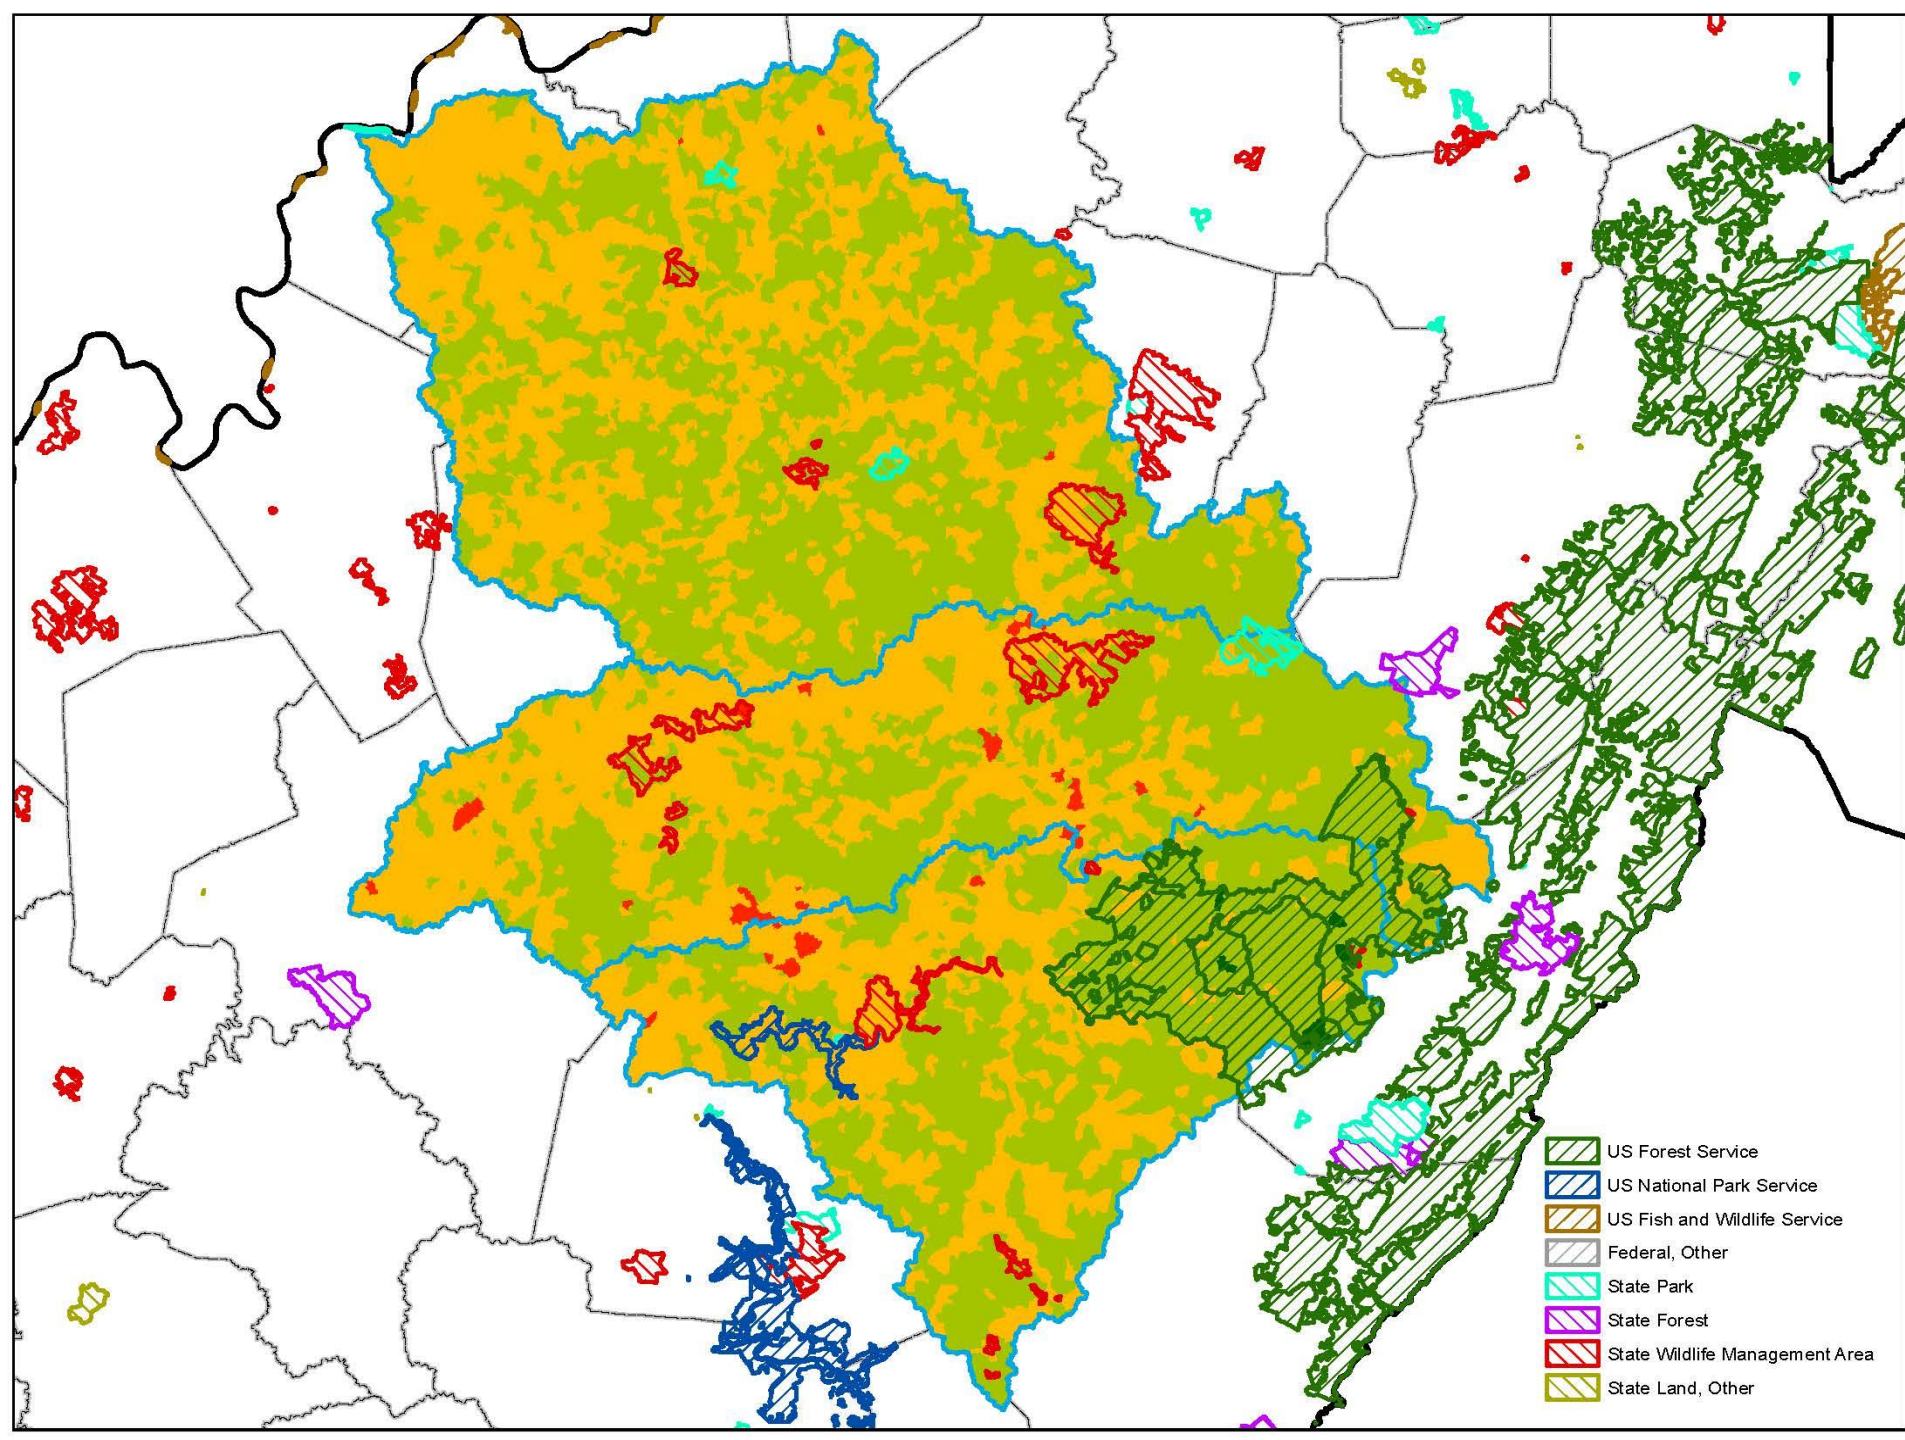 US Forest Service
US National Park Service
US Fish and Wildlife Service
Federal, Other
State Park
State Forest
State Wildlife Management Area
State Land, Other